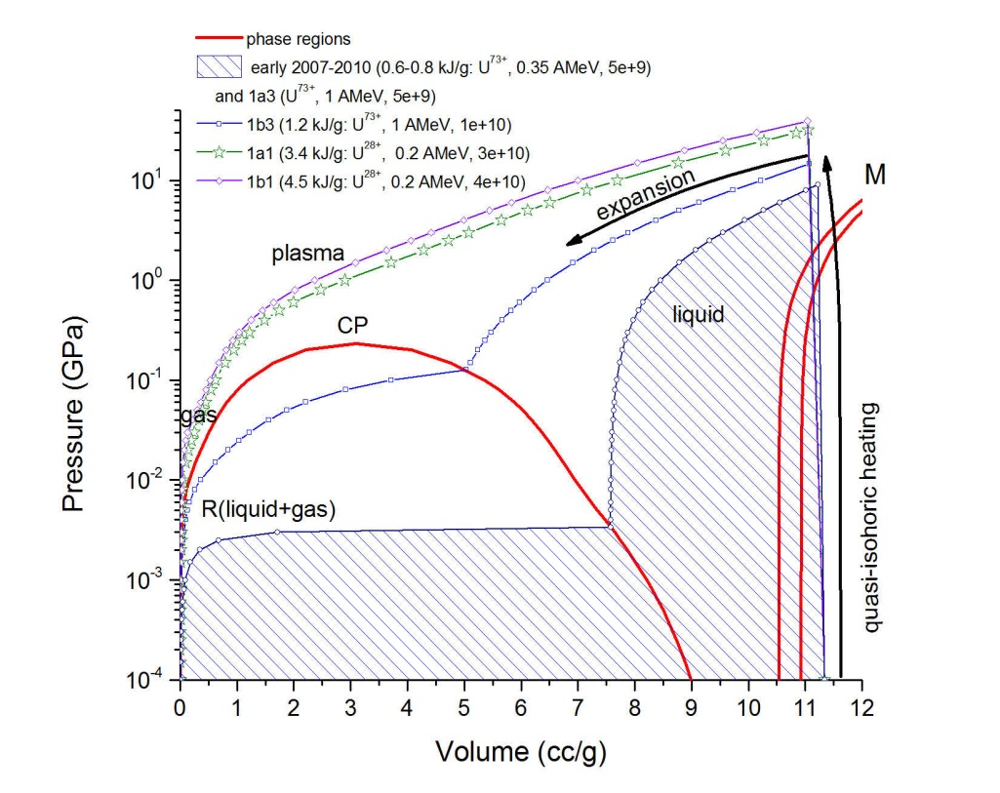 phase regions
early 2007-2010 (0.6-0.8 kJ/g: U⁷³⁺, 0.35 AMeV, 5e+9)
and 1a3 (U⁷³⁺, 1 AMeV, 5e+9)
1b3 (1.2 kJ/g: U⁷³⁺, 1 AMeV, 1e+10)
1a1 (3.4 kJ/g: U²⁸⁺, 0.2 AMeV, 3e+10)
1b1 (4.5 kJ/g: U²⁸⁺, 0.2 AMeV, 4e+10)
10¹
10⁰
10⁻¹
10⁻²
10⁻³
10⁻⁴
Pressure (GPa)
M
expansion
plasma
CP
liquid
gas
R(liquid+gas)
quasi-isohoric heating
0 1 2 3 4 5 6 7 8 9 10 11 12
Volume (cc/g)